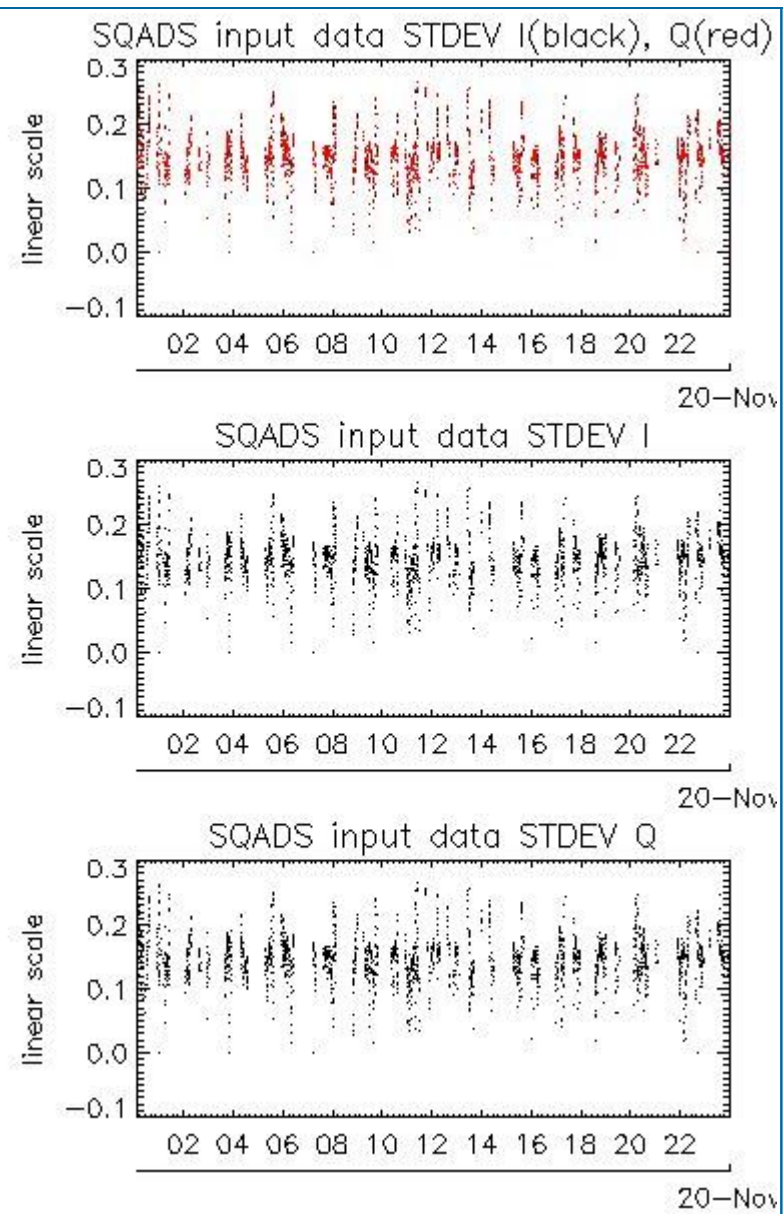 SQADS input data STDEV I(black), Q(red)
0.3
0.2
0.1
0.0
−0.1
linear scale
02 04 06 08 10 12 14 16 18 20 22
20−Nov
SQADS input data STDEV I
0.3
0.2
0.1
0.0
−0.1
linear scale
02 04 06 08 10 12 14 16 18 20 22
20−Nov
SQADS input data STDEV Q
0.3
0.2
0.1
0.0
−0.1
linear scale
02 04 06 08 10 12 14 16 18 20 22
20−Nov